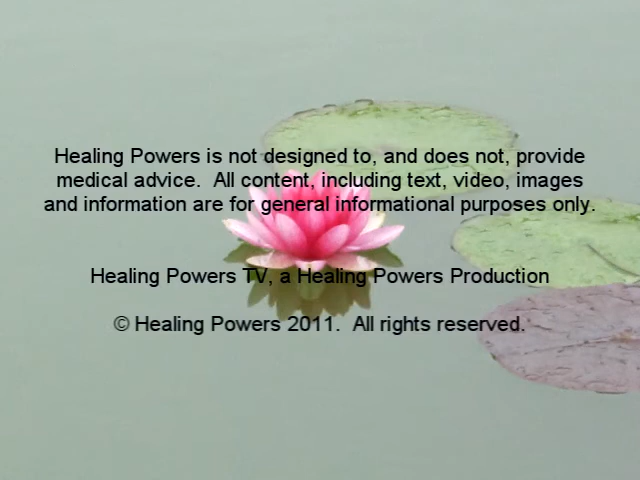 Healing Powers is not designed to, and does not, provide
medical advice.  All content, including text, video, images
and information are for general informational purposes only.
Healing Powers TV, a Healing Powers Production
© Healing Powers 2011.  All rights reserved.